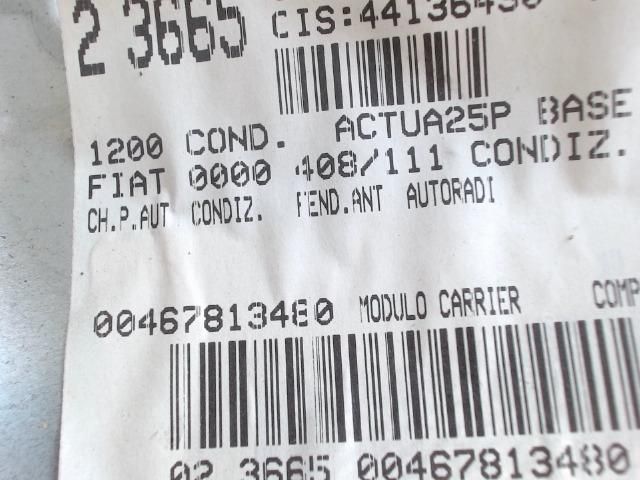 2 3665 CIS:44136430
1200 COND. ACTUA25P BASE
FIAT 0000 408/111 CONDIZ.
CH.P.AUT CONDIZ. FEND.ANT AUTORADI
00467813480 MODULO CARRIER COMP
02 3665 00467813480